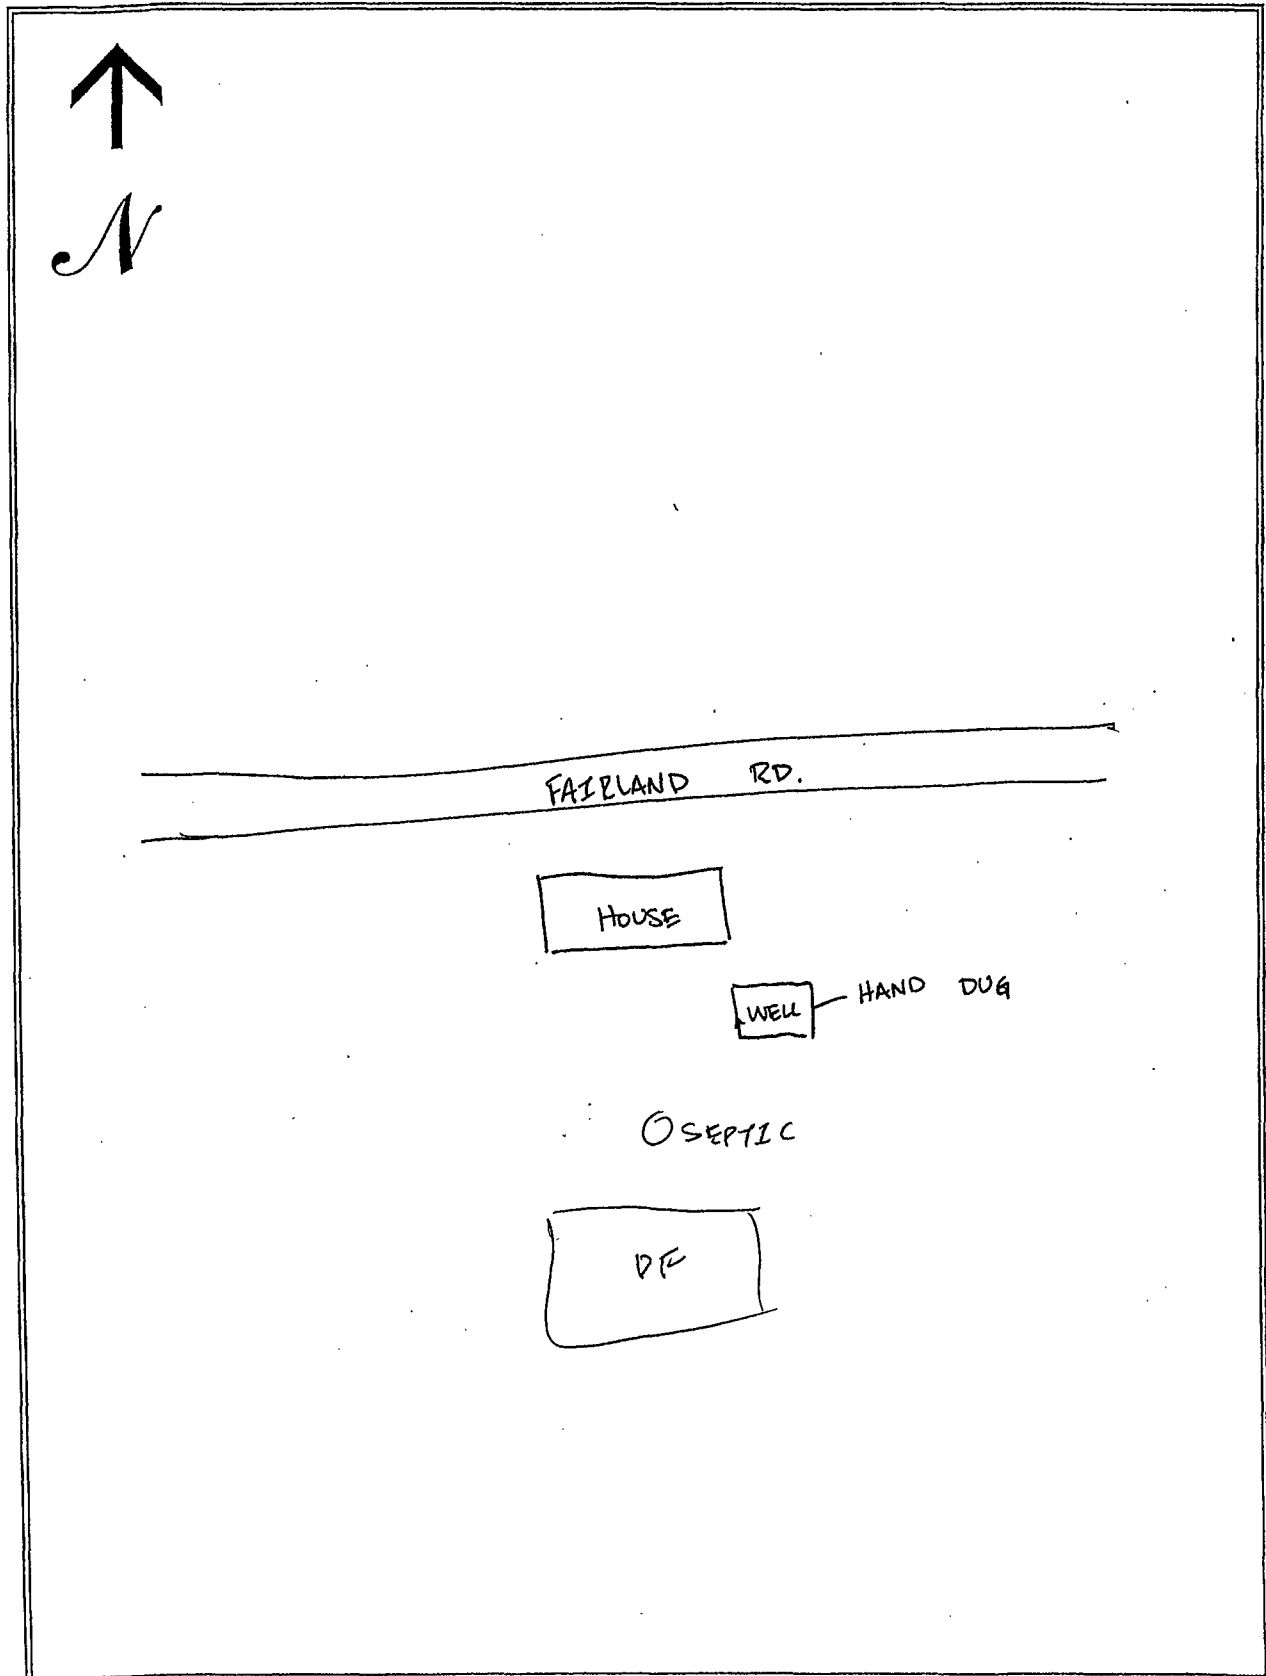 N
FAIRLAND RD.
HOUSE
WELL
HAND DUG
SEPTIC
DF